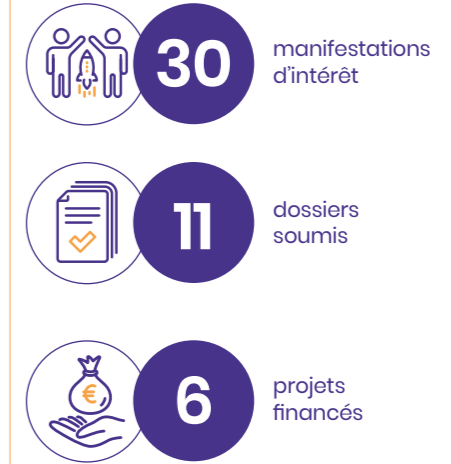 30
manifestations
d'intérêt
11
dossiers
soumis
€
6
projets
financés